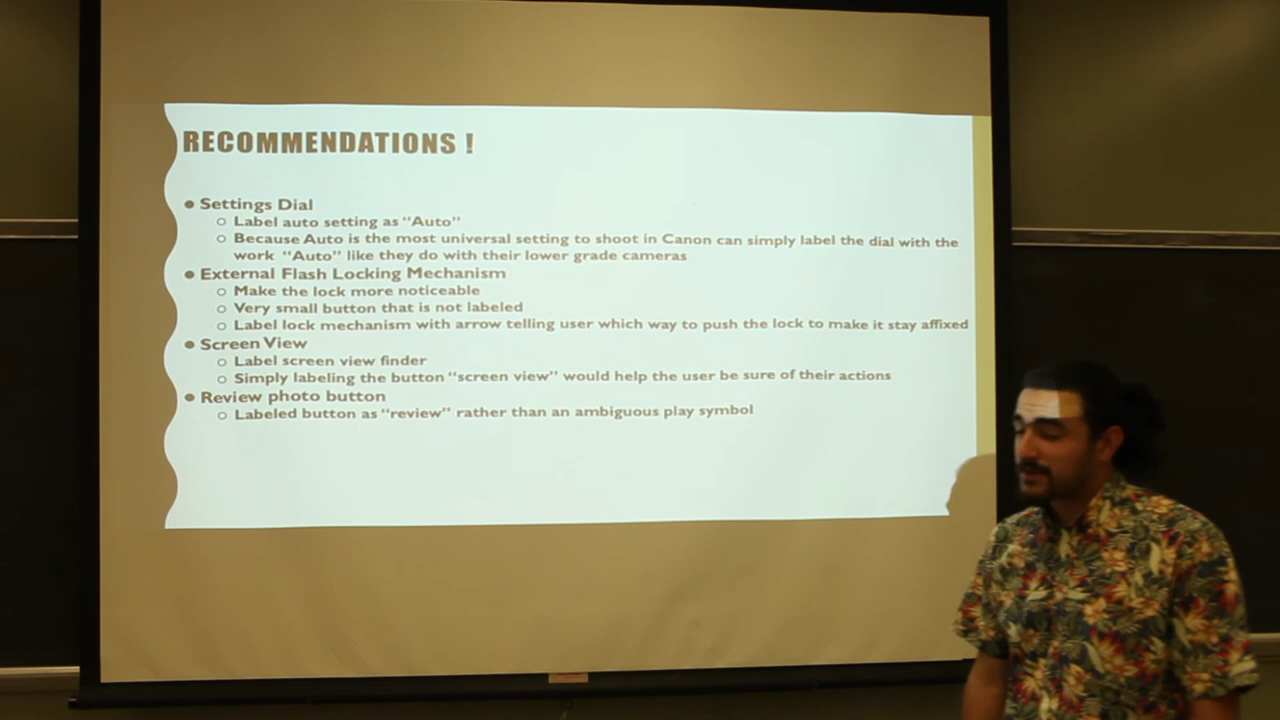 RECOMMENDATIONS !
● Settings Dial
○ Label auto setting as “Auto”
○ Because Auto is the most universal setting to shoot in Canon can simply label the dial with the
work “Auto” like they do with their lower grade cameras
● External Flash Locking Mechanism
○ Make the lock more noticeable
○ Very small button that is not labeled
○ Label lock mechanism with arrow telling user which way to push the lock to make it stay affixed
● Screen View
○ Label screen view finder
○ Simply labeling the button “screen view” would help the user be sure of their actions
● Review photo button
○ Labeled button as “review” rather than an ambiguous play symbol